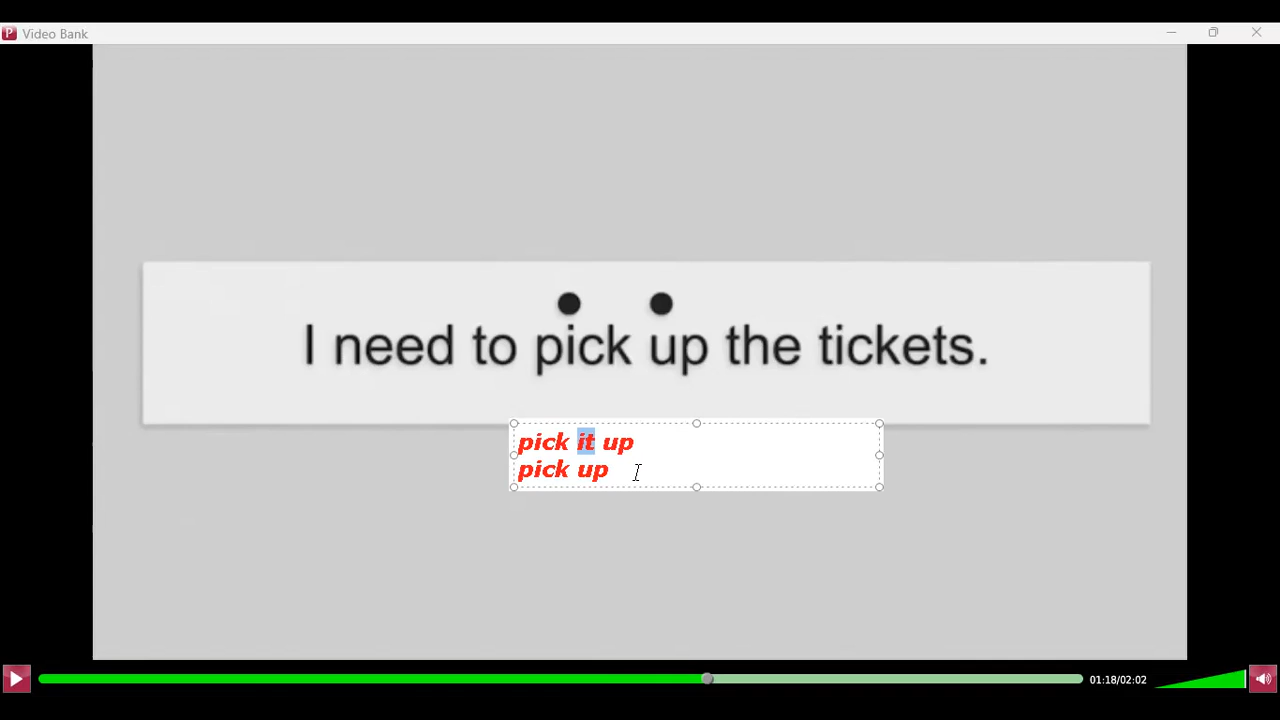 Video Bank
I need to pick up the tickets.
pick it up
pick up
01:18/02:02